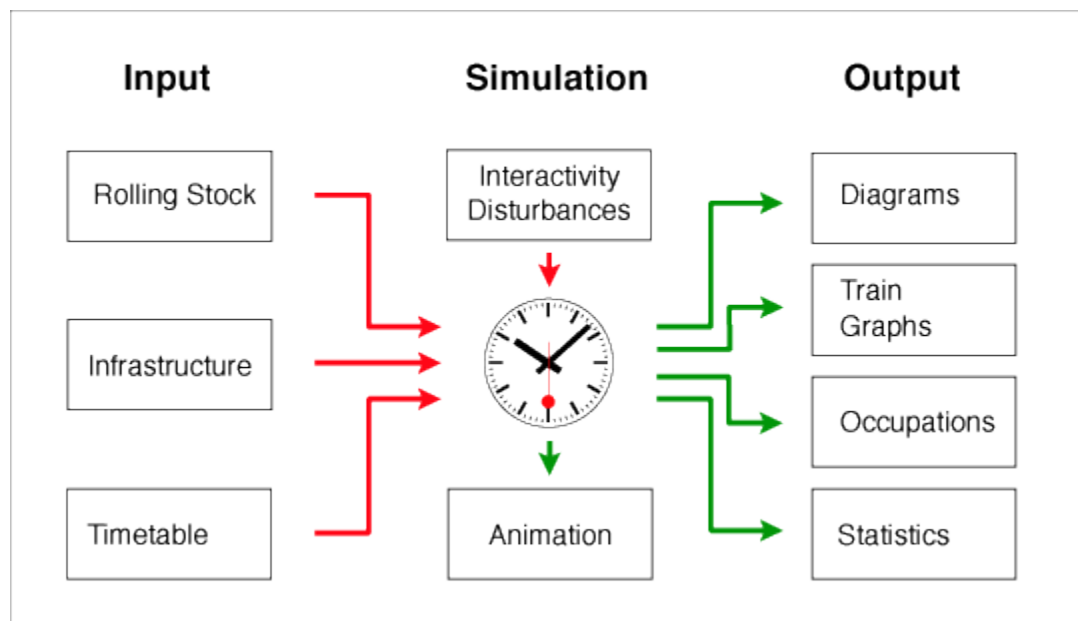 Input
Simulation
Output
Rolling Stock
Infrastructure
Timetable
Interactivity
Disturbances
Animation
Diagrams
Train
Graphs
Occupations
Statistics